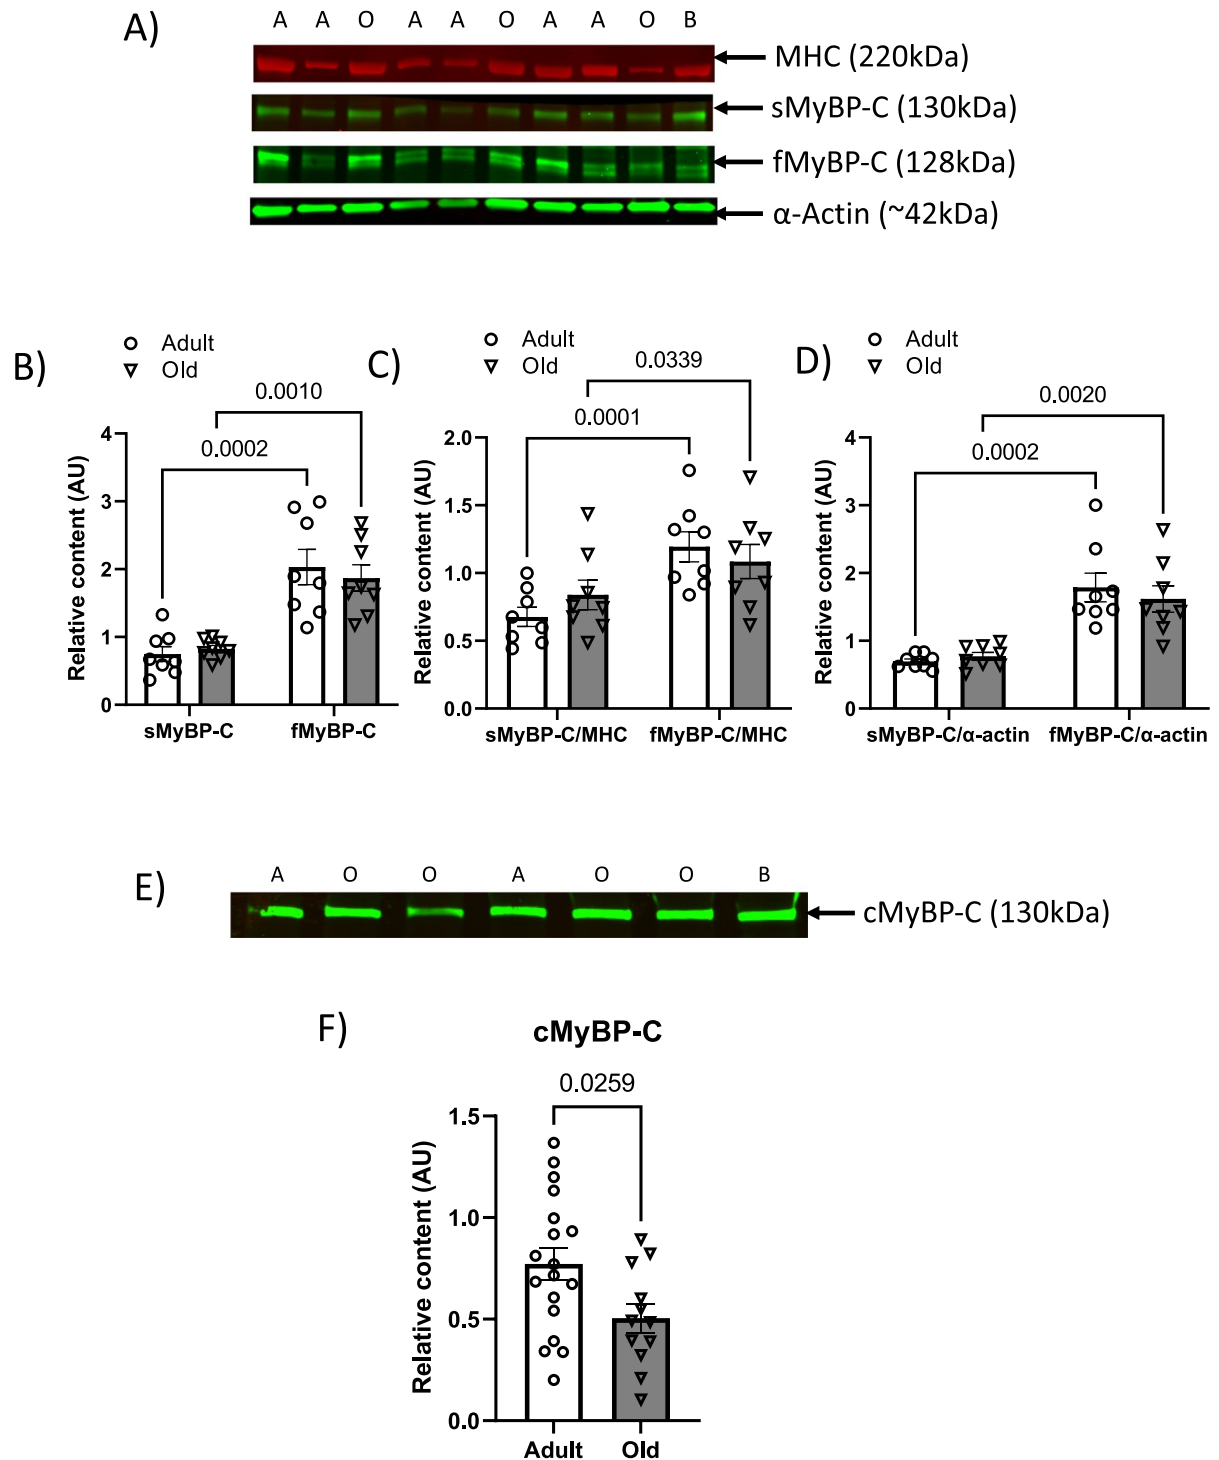 A)
A A O A A O A A O B
MHC (220kDa)
sMyBP-C (130kDa)
fMyBP-C (128kDa)
α-Actin (~42kDa)
B)
Adult
Old
0.0010
0.0002
Relative content (AU)
4
3
2
1
0
sMyBP-C fMyBP-C
C)
Adult
Old
0.0339
0.0001
Relative content (AU)
2.0
1.5
1.0
0.5
0.0
sMyBP-C/MHC fMyBP-C/MHC
D)
Adult
Old
0.0020
0.0002
Relative content (AU)
4
3
2
1
0
sMyBP-C/α-actin fMyBP-C/α-actin
E)
A O O A O O B
cMyBP-C (130kDa)
F)
cMyBP-C
0.0259
Relative content (AU)
1.5
1.0
0.5
0.0
Adult Old